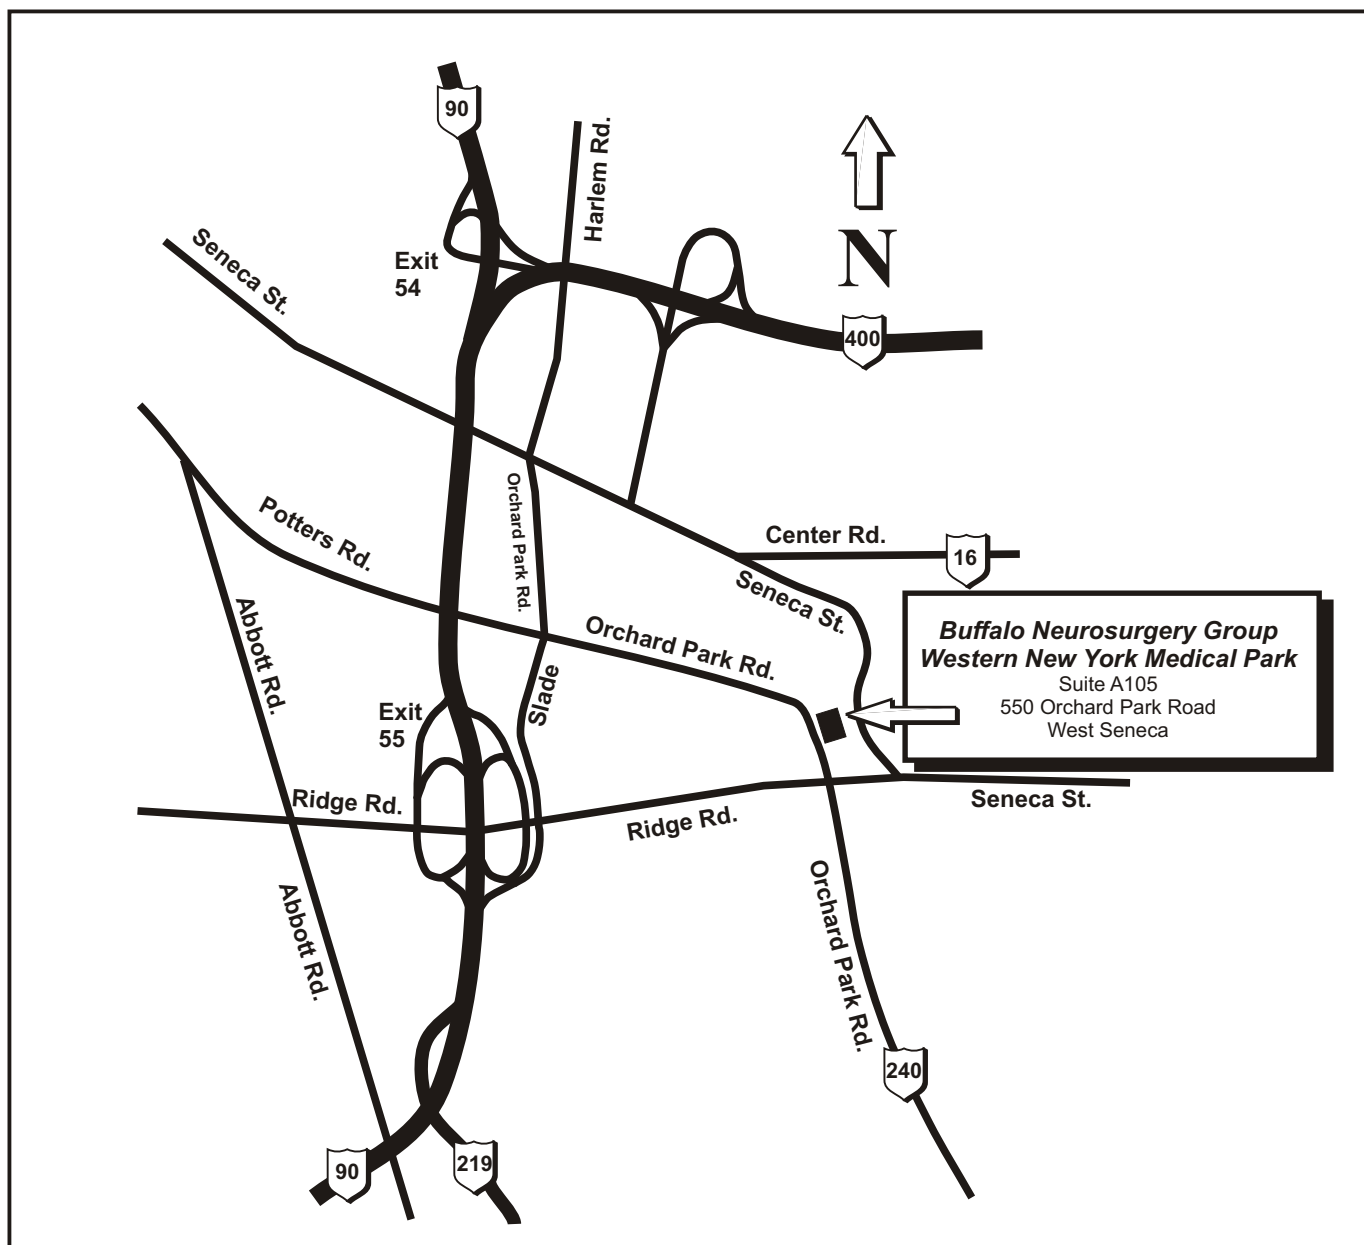 90
Harlem Rd.
N
Seneca St.
Exit
54
400
Orchard Park Rd.
Potters Rd.
Center Rd.
16
Seneca St.
Abbott Rd.
Orchard Park Rd.
Buffalo Neurosurgery Group
Western New York Medical Park
Suite A105
550 Orchard Park Road
West Seneca
Slade
Exit
55
Ridge Rd.
Ridge Rd.
Seneca St.
Abbott Rd.
Orchard Park Rd.
240
90
219